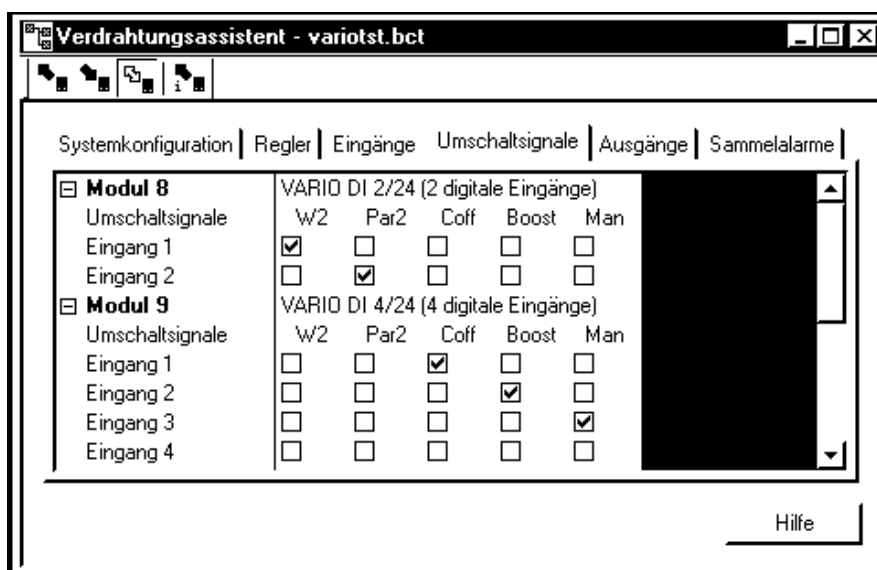 Verdrahtungsassistent - variotst.bct
i
Systemkonfiguration Regler Eingänge Umschaltsignale Ausgänge Sammelalarme
Modul 8 VARIO DI 2/24 (2 digitale Eingänge)
Umschaltsignale W2 Par2 Coff Boost Man
Eingang 1
Eingang 2
Modul 9 VARIO DI 4/24 (4 digitale Eingänge)
Umschaltsignale W2 Par2 Coff Boost Man
Eingang 1
Eingang 2
Eingang 3
Eingang 4
Hilfe